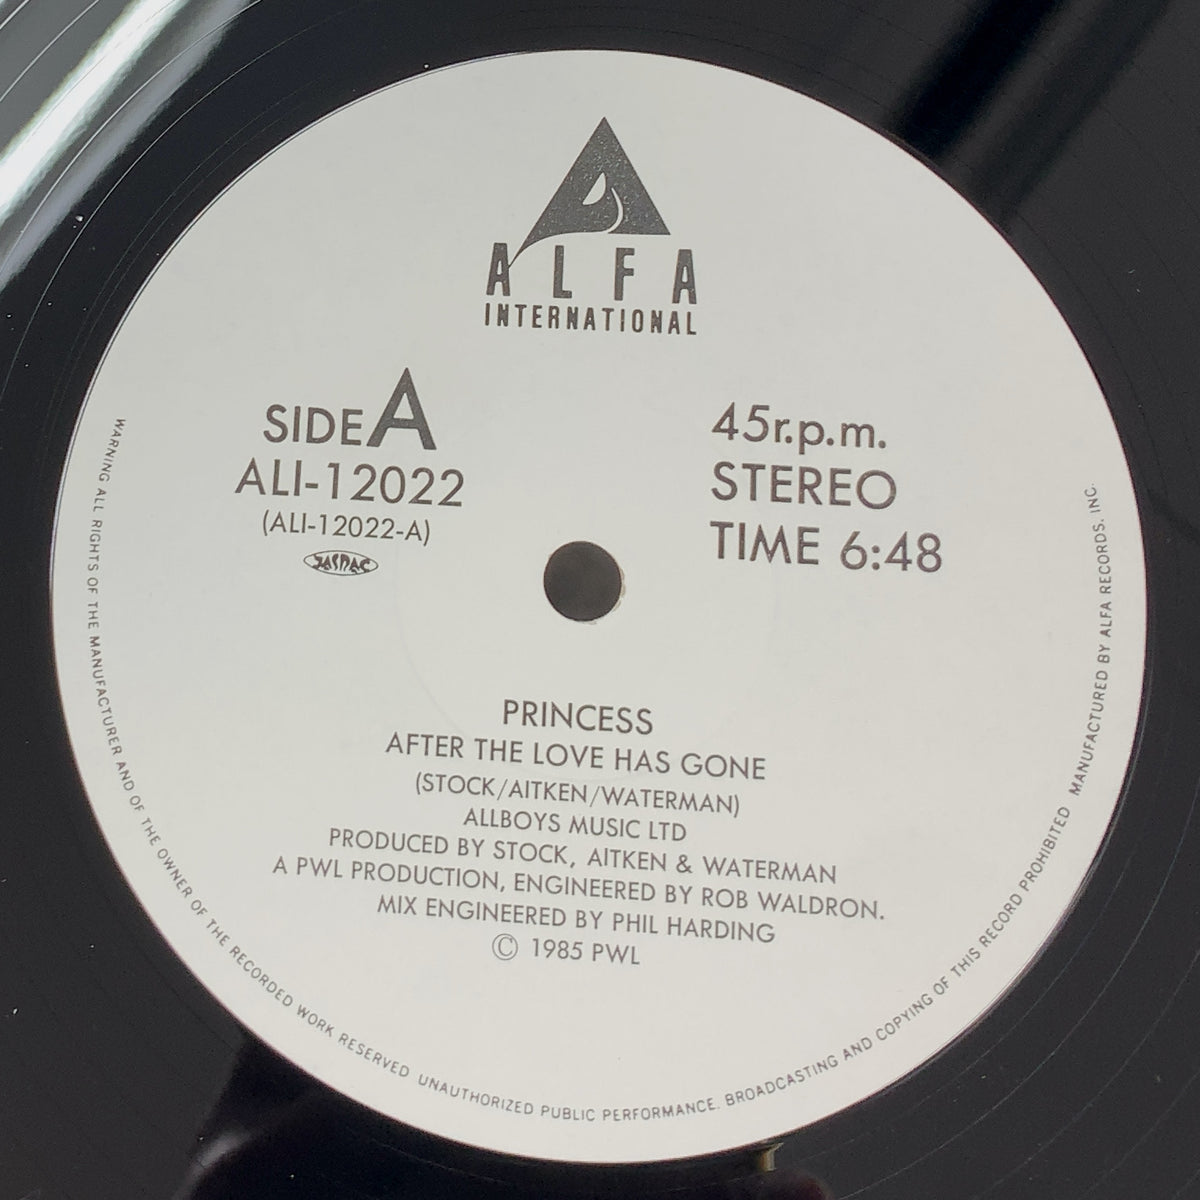 ALFA
INTERNATIONAL
SIDE A
ALI-12022
(ALI-12022-A)
JASRAC
45r.p.m.
STEREO
TIME 6:48
PRINCESS
AFTER THE LOVE HAS GONE
(STOCK/AITKEN/WATERMAN)
ALLBOYS MUSIC LTD
PRODUCED BY STOCK, AITKEN & WATERMAN
A PWL PRODUCTION, ENGINEERED BY ROB WALDRON.
MIX ENGINEERED BY PHIL HARDING
© 1985 PWL
WARNING ALL RIGHTS OF THE MANUFACTURER AND OF THE OWNER OF THE RECORDED WORK RESERVED UNAUTHORIZED PUBLIC PERFORMANCE. BROADCASTING AND COPYING OF THIS RECORD PROHIBITED MANUFACTURED BY ALFA RECORDS. INC.